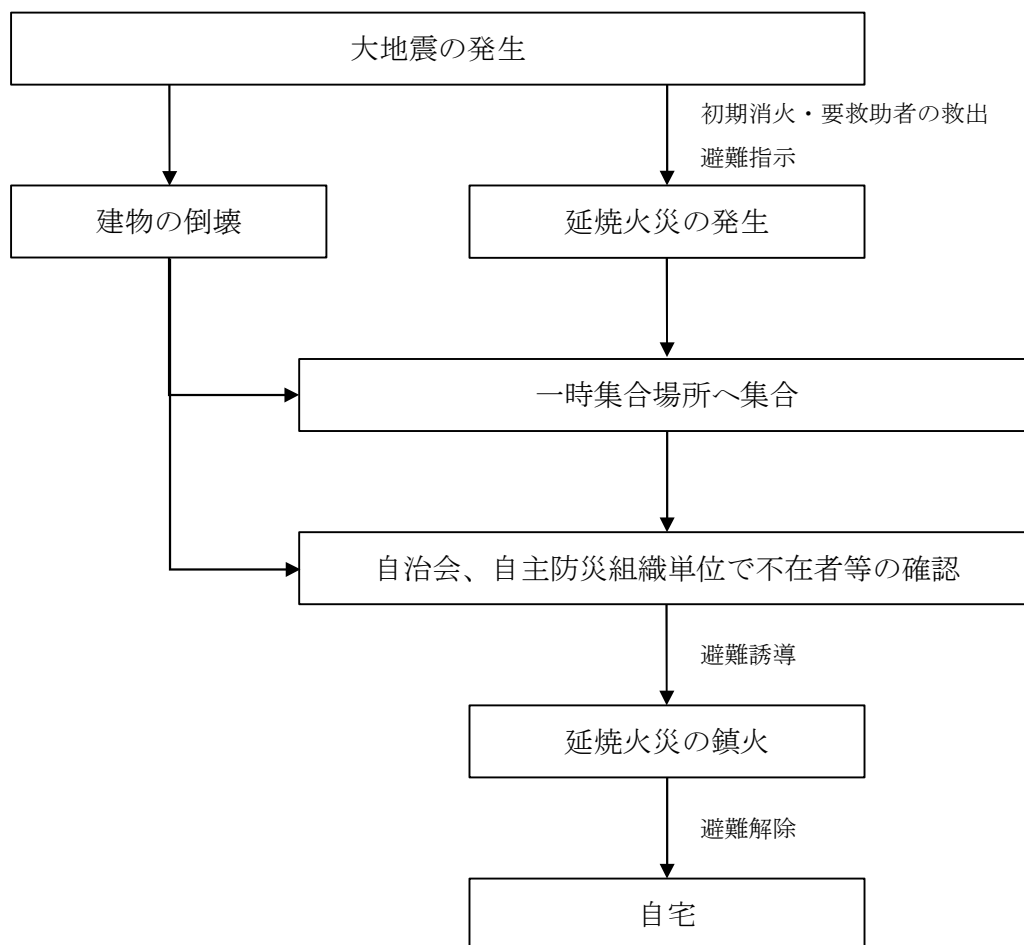 大地震の発生
初期消火・要救助者の救出
避難指示
建物の倒壊
延焼火災の発生
一時集合場所へ集合
自治会、自主防災組織単位で不在者等の確認
避難誘導
延焼火災の鎮火
避難解除
自宅